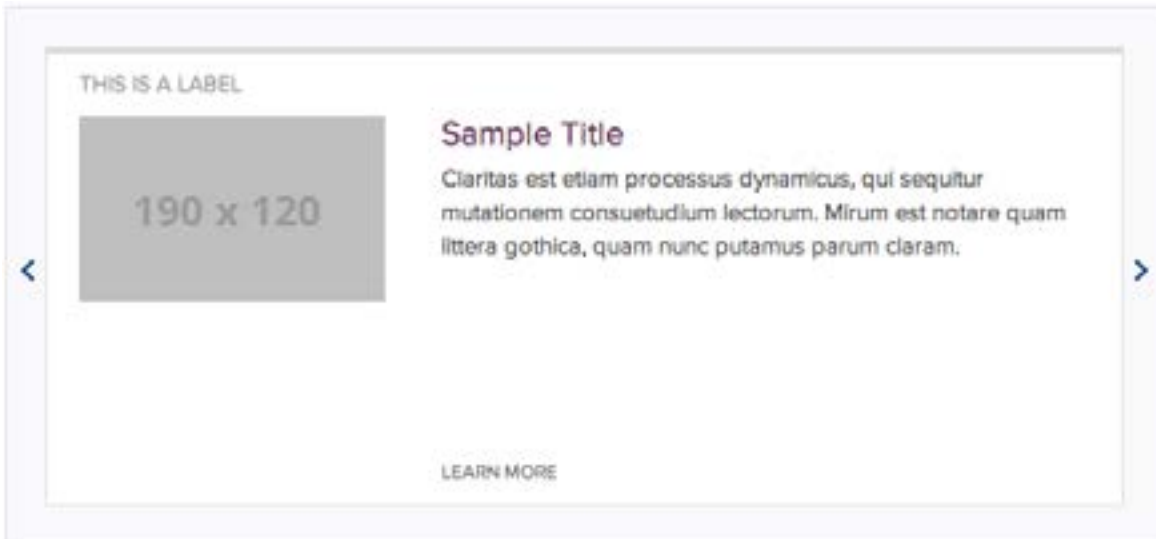 THIS IS A LABEL
190 x 120
Sample Title
Claritas est etiam processus dynamicus, qui sequitur
mutationem consuetudium lectorum. Mirum est notare quam
littera gothica, quam nunc putamus parum claram.
LEARN MORE